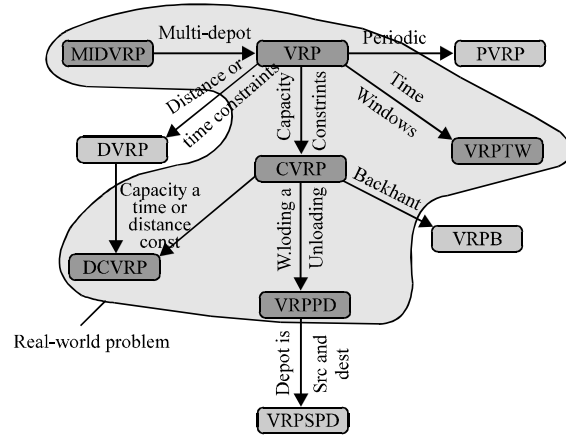 Multi-depot
Periodic
MIDVRP
VRP
PVRP
Distance or
time constraints
Capacity
Constrints
Time
Windows
DVRP
CVRP
VRPTW
Capacity a
time or
distance
const
Backhant
W.loding a
Unloading
VRPB
DCVRP
VRPPD
Real-world problem
Depot is
Src and
dest
VRPSPD